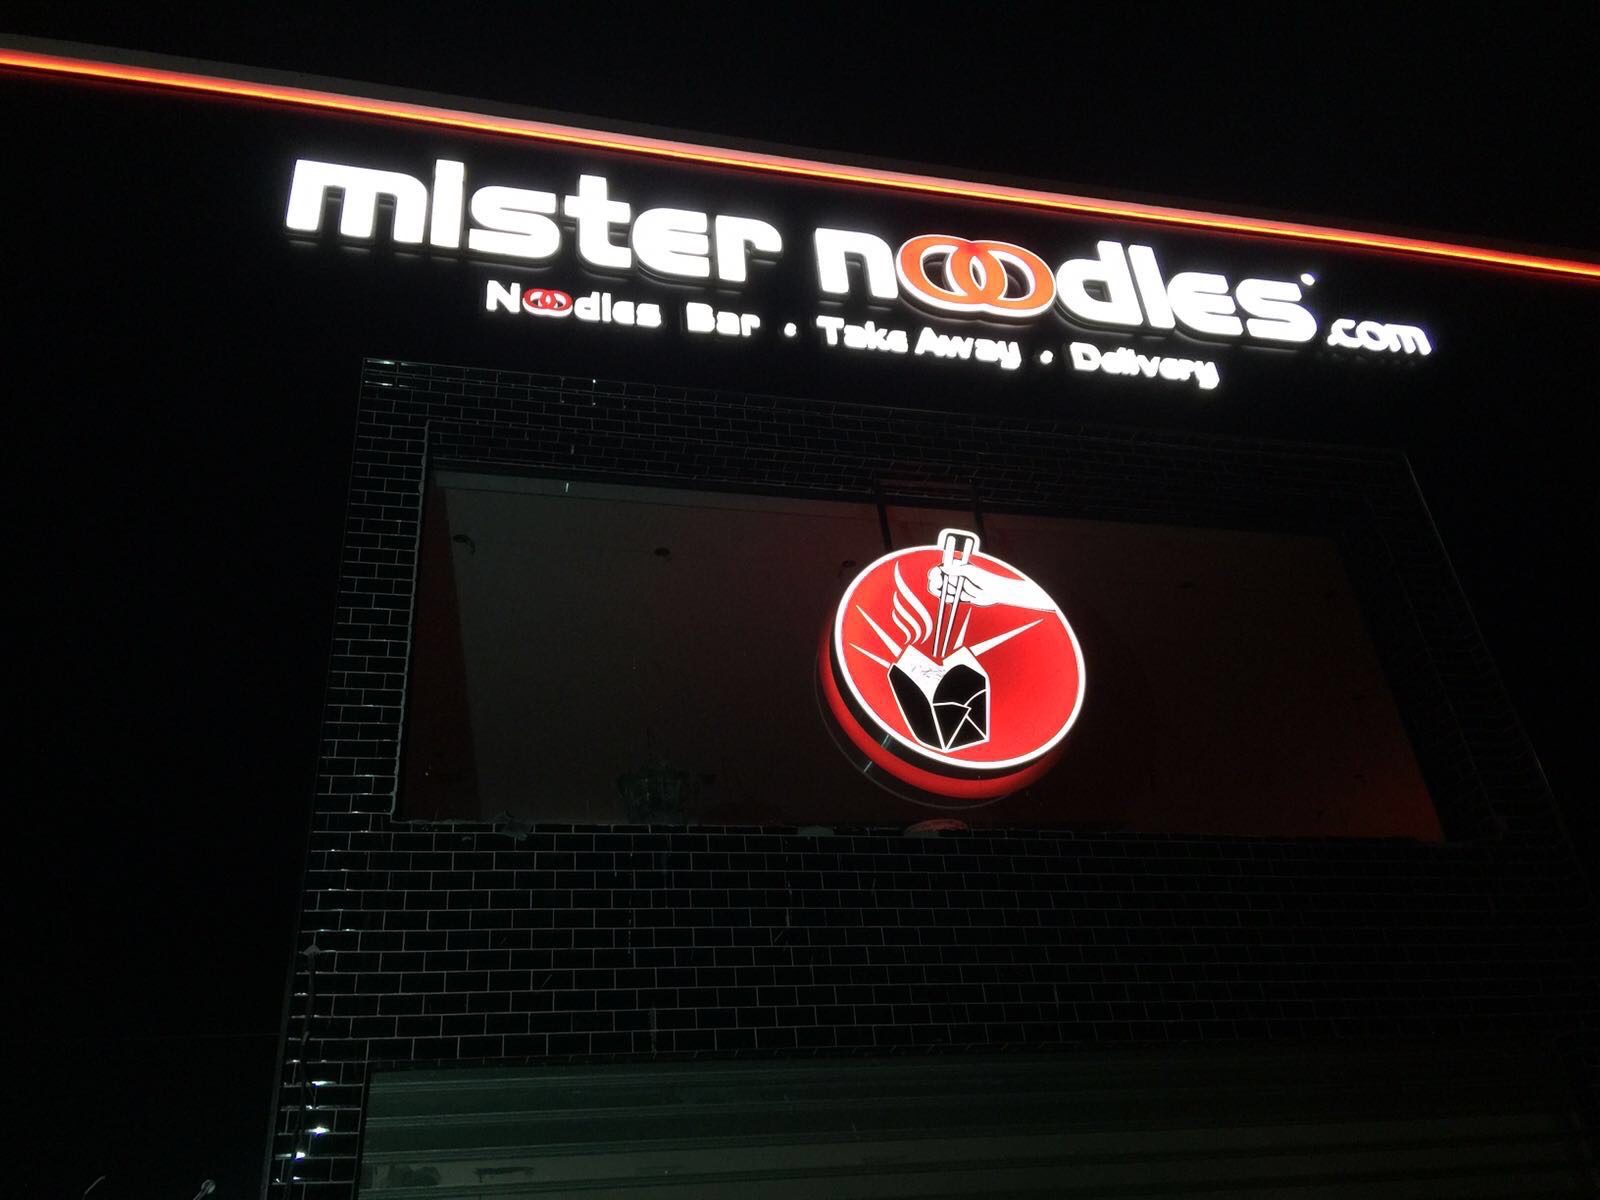 mister noodles .com
Noodles Bar • Take Away • Delivery